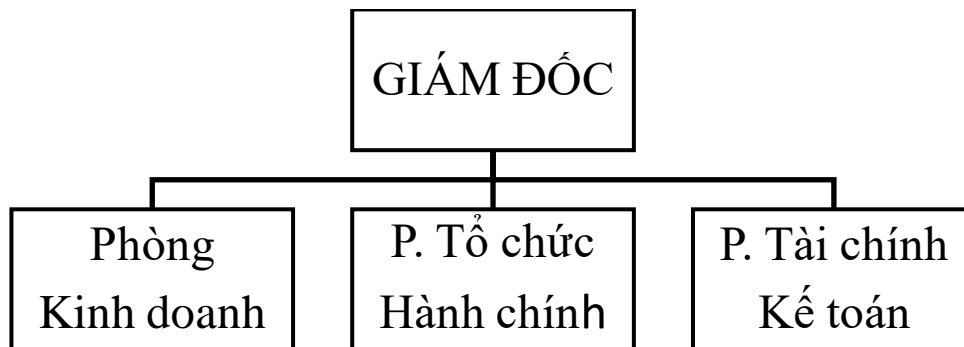 GIÁM ĐỐC
Phòng
Kinh doanh
P. Tổ chức
Hành chính
P. Tài chính
Kế toán